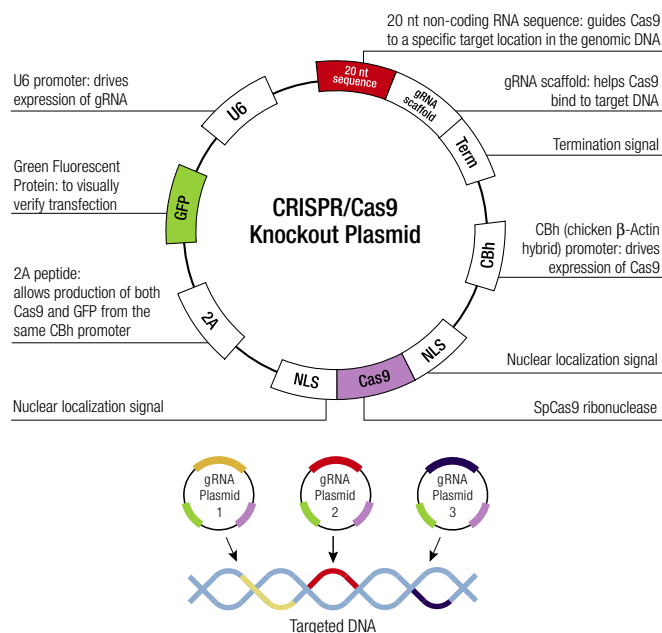 20 nt non-coding RNA sequence: guides Cas9
to a specific target location in the genomic DNA
U6 promoter: drives
expression of gRNA
gRNA scaffold: helps Cas9
bind to target DNA
Termination signal
Green Fluorescent
Protein: to visually
verify transfection
CBh (chicken β-Actin
hybrid) promoter: drives
expression of Cas9
2A peptide:
allows production of both
Cas9 and GFP from the
same CBh promoter
Nuclear localization signal
Nuclear localization signal
SpCas9 ribonuclease
CRISPR/Cas9
Knockout Plasmid
20 nt
sequence
gRNA
scaffold
Term
CBh
NLS
Cas9
NLS
2A
GFP
U6
gRNA
Plasmid
1
gRNA
Plasmid
2
gRNA
Plasmid
3
Targeted DNA